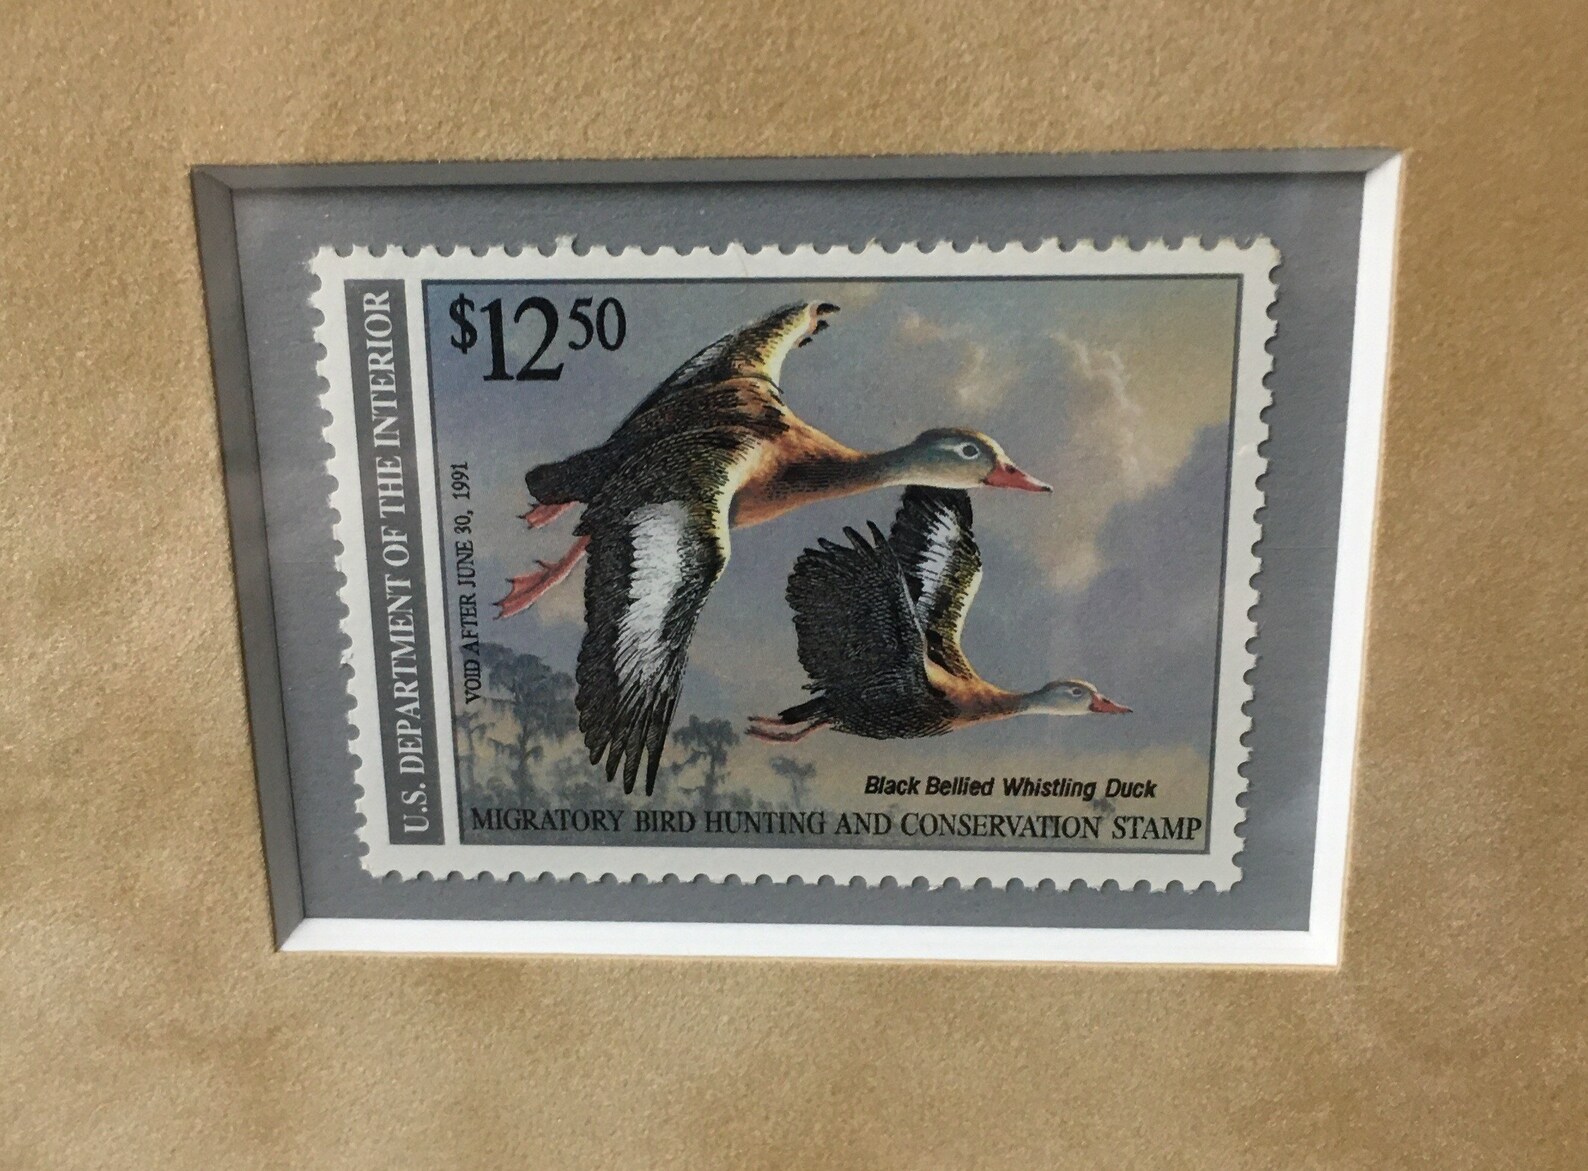 U.S. DEPARTMENT OF THE INTERIOR
$12 50
VOID AFTER JUNE 30, 1991
Black Bellied Whistling Duck
MIGRATORY BIRD HUNTING AND CONSERVATION STAMP